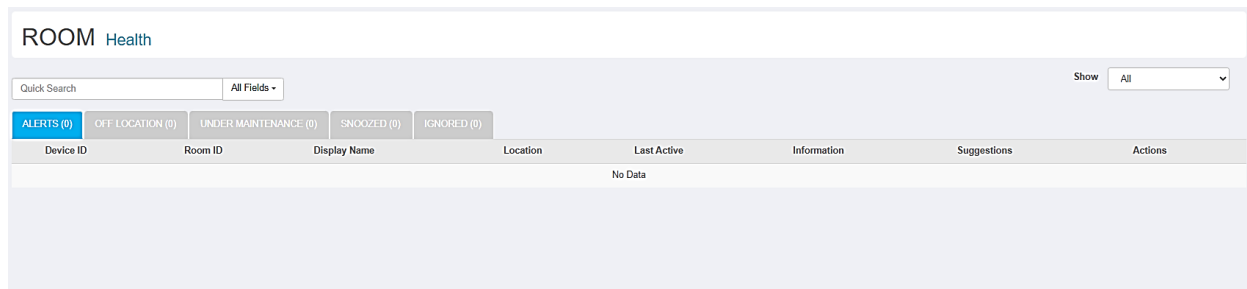 ROOM Health
Show All
Quick Search All Fields
ALERTS (0) OFF LOCATION (0) UNDER MAINTENANCE (0) SNOOZED (0) IGNORED (0)
Device ID Room ID Display Name Location Last Active Information Suggestions Actions
No Data